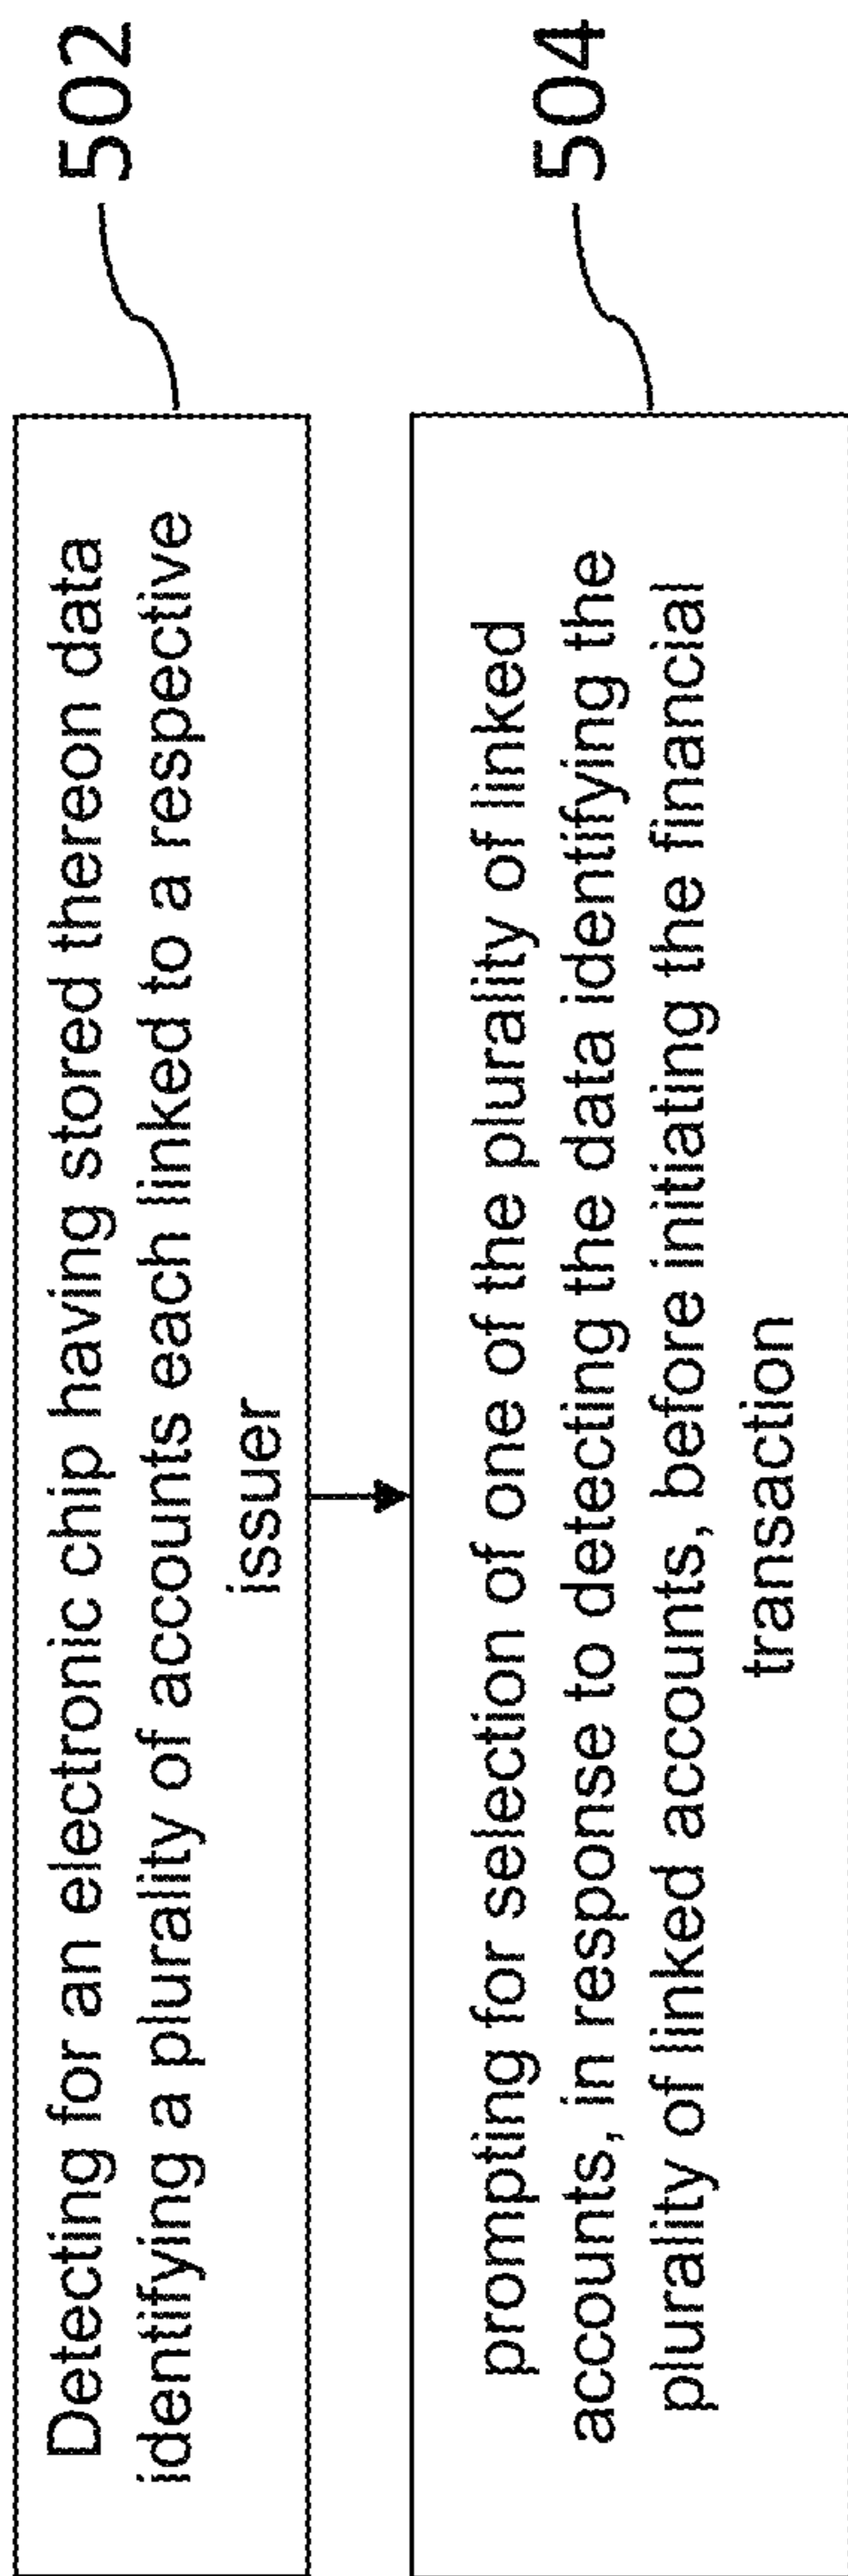 Detecting for an electronic chip having stored thereon data
identifying a plurality of accounts each linked to a respective
issuer
502
prompting for selection of one of the plurality of linked
accounts, in response to detecting the data identifying the
plurality of linked accounts, before initiating the financial
transaction
504